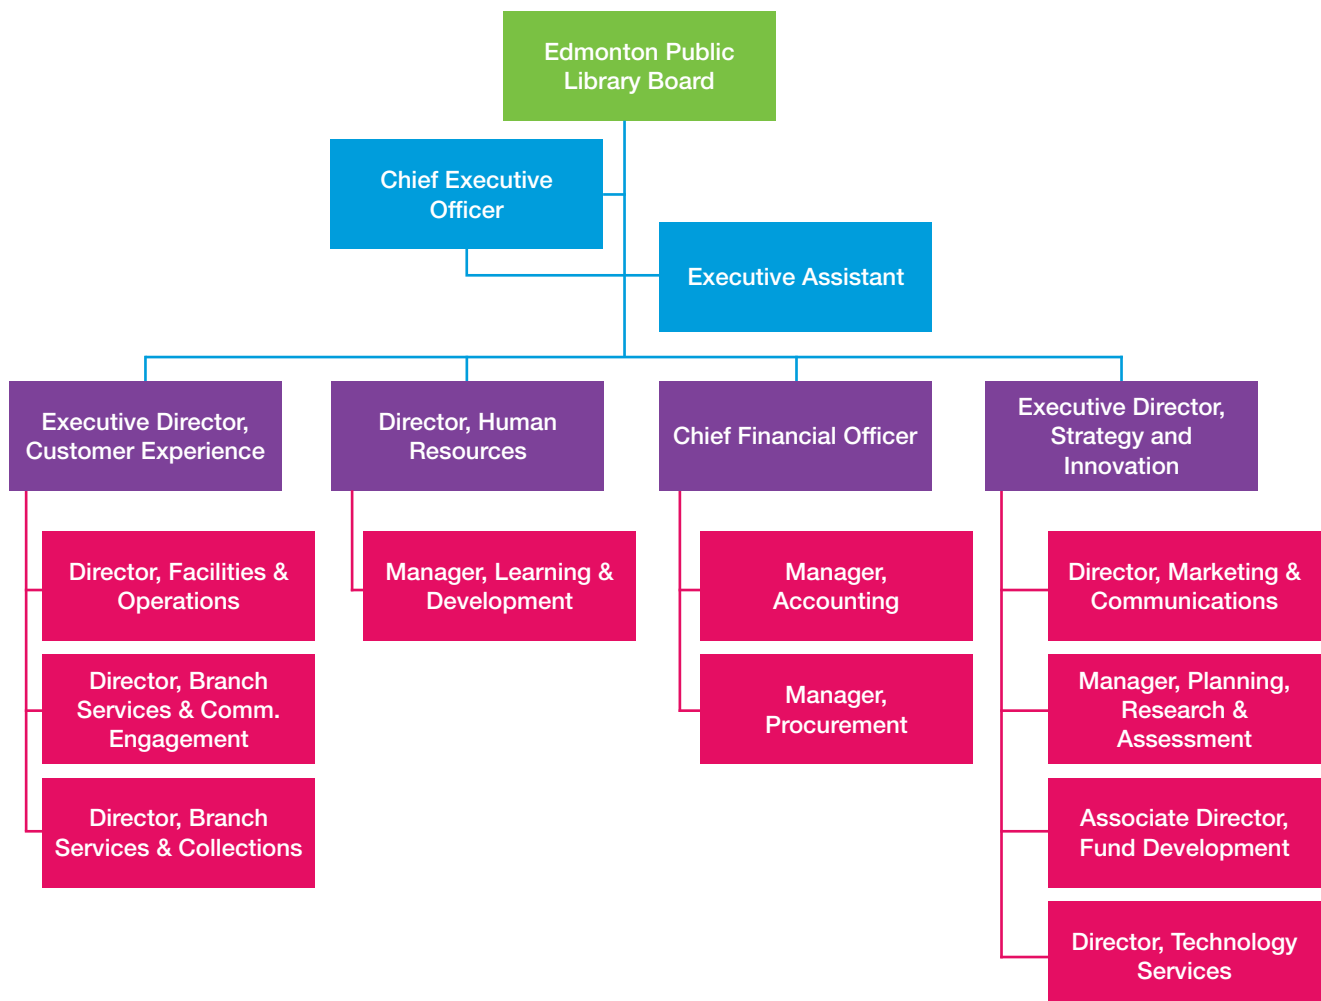 Edmonton Public
Library Board
Chief Executive
Officer
Executive Assistant
Executive Director,
Customer Experience
Director, Human
Resources
Chief Financial Officer
Executive Director,
Strategy and
Innovation
Director, Facilities &
Operations
Director, Branch
Services & Comm.
Engagement
Director, Branch
Services & Collections
Manager, Learning &
Development
Manager,
Accounting
Manager,
Procurement
Director, Marketing &
Communications
Manager, Planning,
Research &
Assessment
Associate Director,
Fund Development
Director, Technology
Services